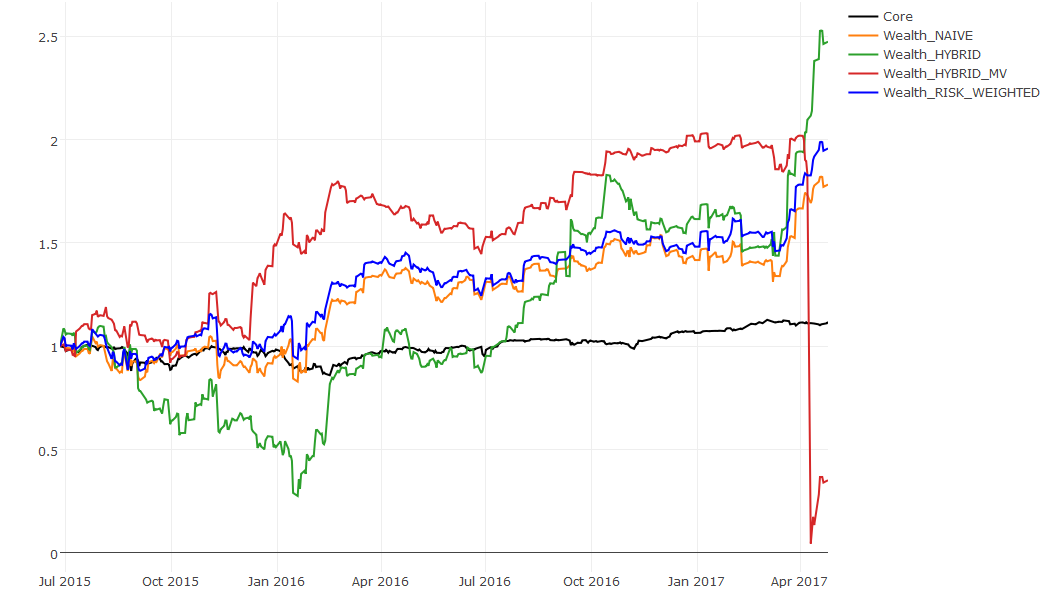 Core
Wealth_NAIVE
Wealth_HYBRID
Wealth_HYBRID_MV
Wealth_RISK_WEIGHTED
2.5
2
1.5
1
0.5
0
Jul 2015 Oct 2015 Jan 2016 Apr 2016 Jul 2016 Oct 2016 Jan 2017 Apr 2017